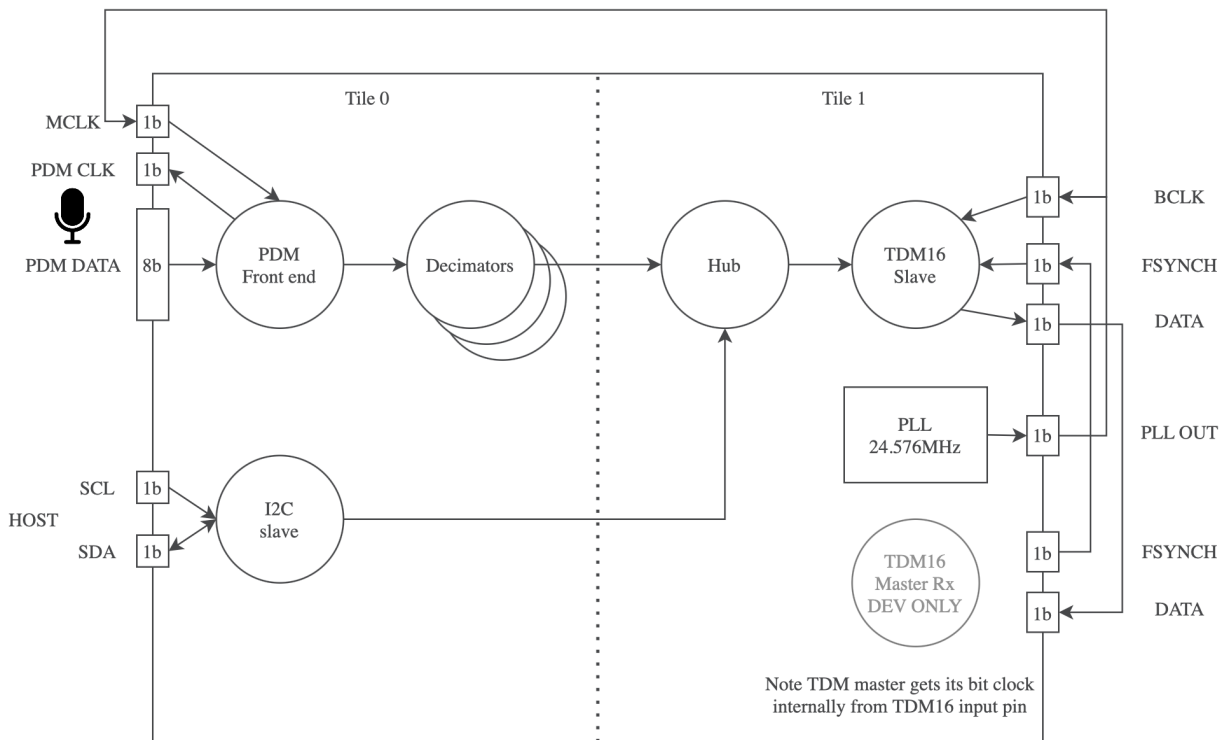 Tile 0
Tile 1
MCLK
1b
PDM CLK
1b
PDM DATA
8b
PDM
Front end
Decimators
Hub
TDM16
Slave
1b
BCLK
1b
FSYNCH
1b
DATA
PLL
24.576MHz
1b
PLL OUT
HOST
SCL
1b
SDA
1b
I2C
slave
TDM16
Master Rx
DEV ONLY
1b
FSYNCH
1b
DATA
Note TDM master gets its bit clock
internally from TDM16 input pin